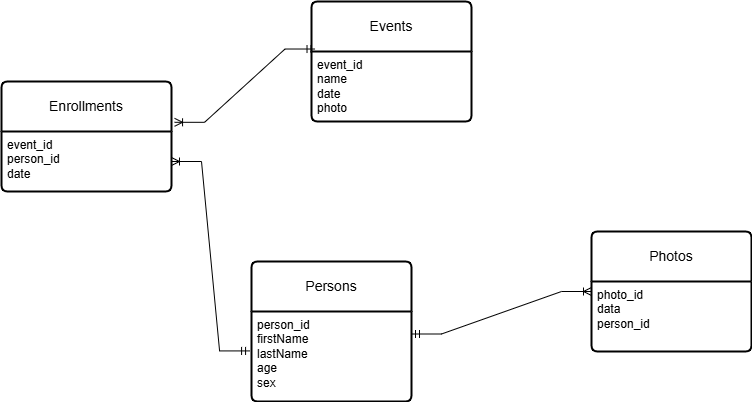 Events
event_id
name
date
photo
Enrollments
event_id
person_id
date
Persons
person_id
firstName
lastName
age
sex
Photos
photo_id
data
person_id